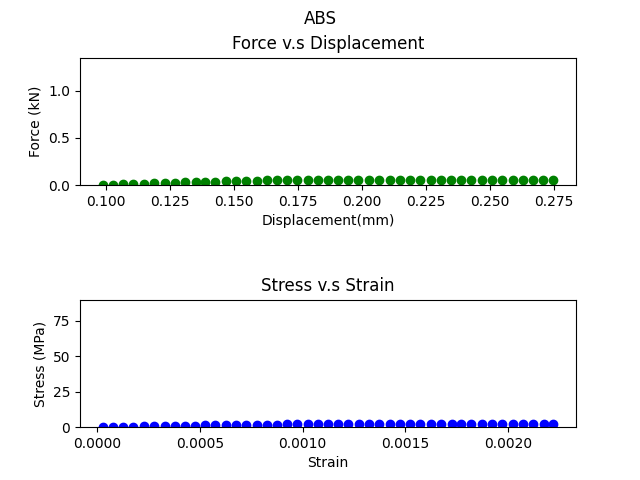 ABS
Force v.s Displacement
1.0
0.5
0.0
Force (kN)
0.100 0.125 0.150 0.175 0.200 0.225 0.250 0.275
Displacement(mm)
Stress v.s Strain
75
50
25
0
Stress (MPa)
0.0000 0.0005 0.0010 0.0015 0.0020
Strain